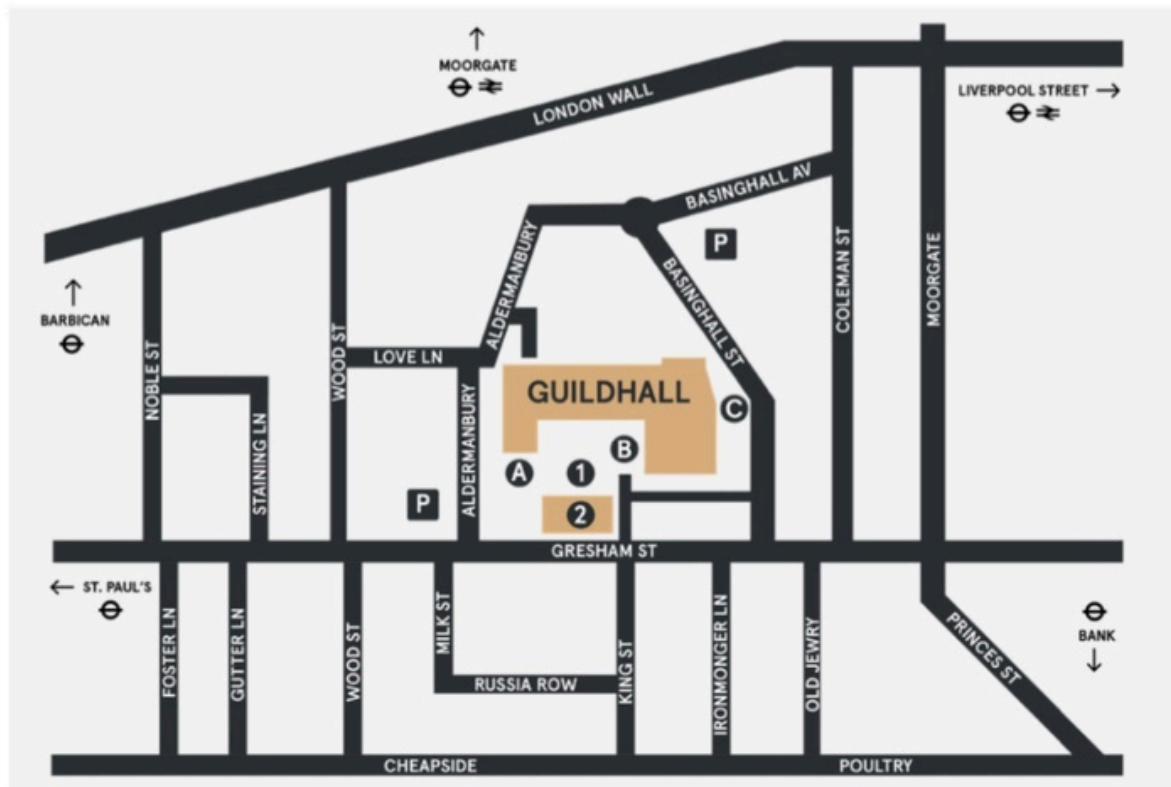 MOORGATE
LONDON WALL
LIVERPOOL STREET
BASINGHALL AV
P
ALDERMANBURY
BASINGHALL ST
COLEMAN ST
MOORGATE
BARBICAN
NOBLE ST
WOOD ST
LOVE LN
GUILDHALL
C
STAINING LN
ALDERMANBURY
B
A
1
P
2
GRESHAM ST
ST. PAUL'S
FOSTER LN
GUTTER LN
WOOD ST
MILK ST
RUSSIA ROW
KING ST
IRONMONGER LN
OLD JEWRY
PRINCES ST
BANK
CHEAPSIDE
POULTRY